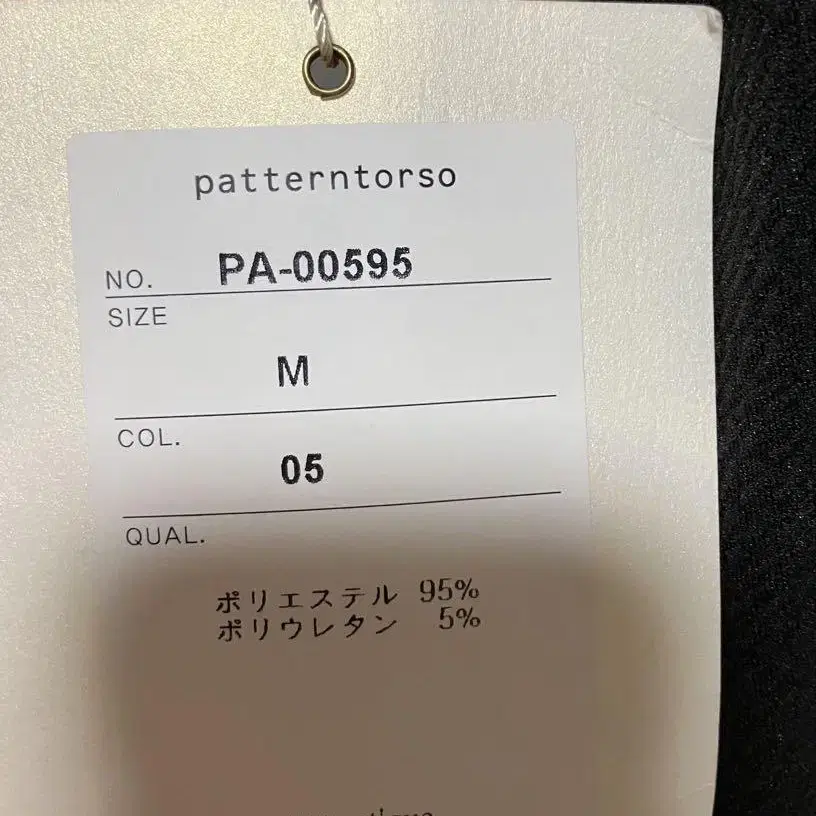 patterntorso
NO. PA-00595
SIZE
M
COL.
05
QUAL.
ポリエステル 95%
ポリウレタン 5%